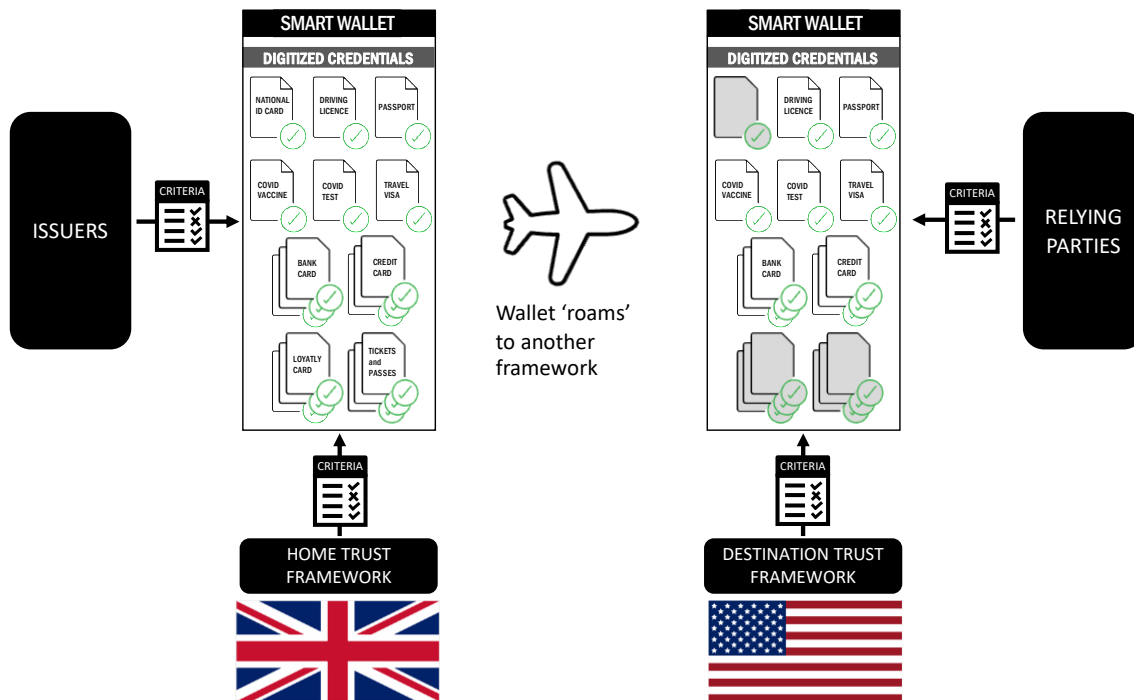 SMART WALLET
DIGITIZED CREDENTIALS
NATIONAL
ID CARD
DRIVING
LICENCE
PASSPORT
COVID
VACCINE
COVID
TEST
TRAVEL
VISA
BANK
CARD
CREDIT
CARD
LOYATLY
CARD
TICKETS
and
PASSES
ISSUERS
CRITERIA
CRITERIA
HOME TRUST
FRAMEWORK
Wallet ‘roams’
to another
framework
SMART WALLET
DIGITIZED CREDENTIALS
DRIVING
LICENCE
PASSPORT
COVID
VACCINE
COVID
TEST
TRAVEL
VISA
BANK
CARD
CREDIT
CARD
CRITERIA
RELYING
PARTIES
CRITERIA
DESTINATION TRUST
FRAMEWORK